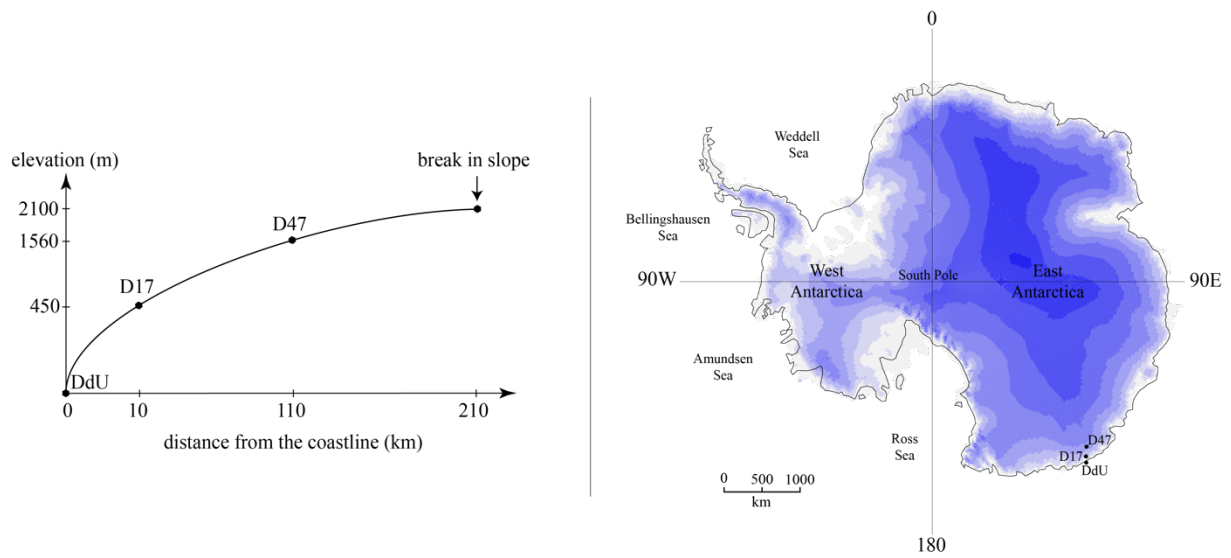 elevation (m)
break in slope
2100
D47
1560
D17
450
DdU
0
10
110
210
distance from the coastline (km)
0
Weddell
Sea
Bellingshausen
Sea
90W
West
Antarctica
South Pole
East
Antarctica
90E
Amundsen
Sea
Ross
Sea
D47
D17
DdU
0 500 1000
km
180